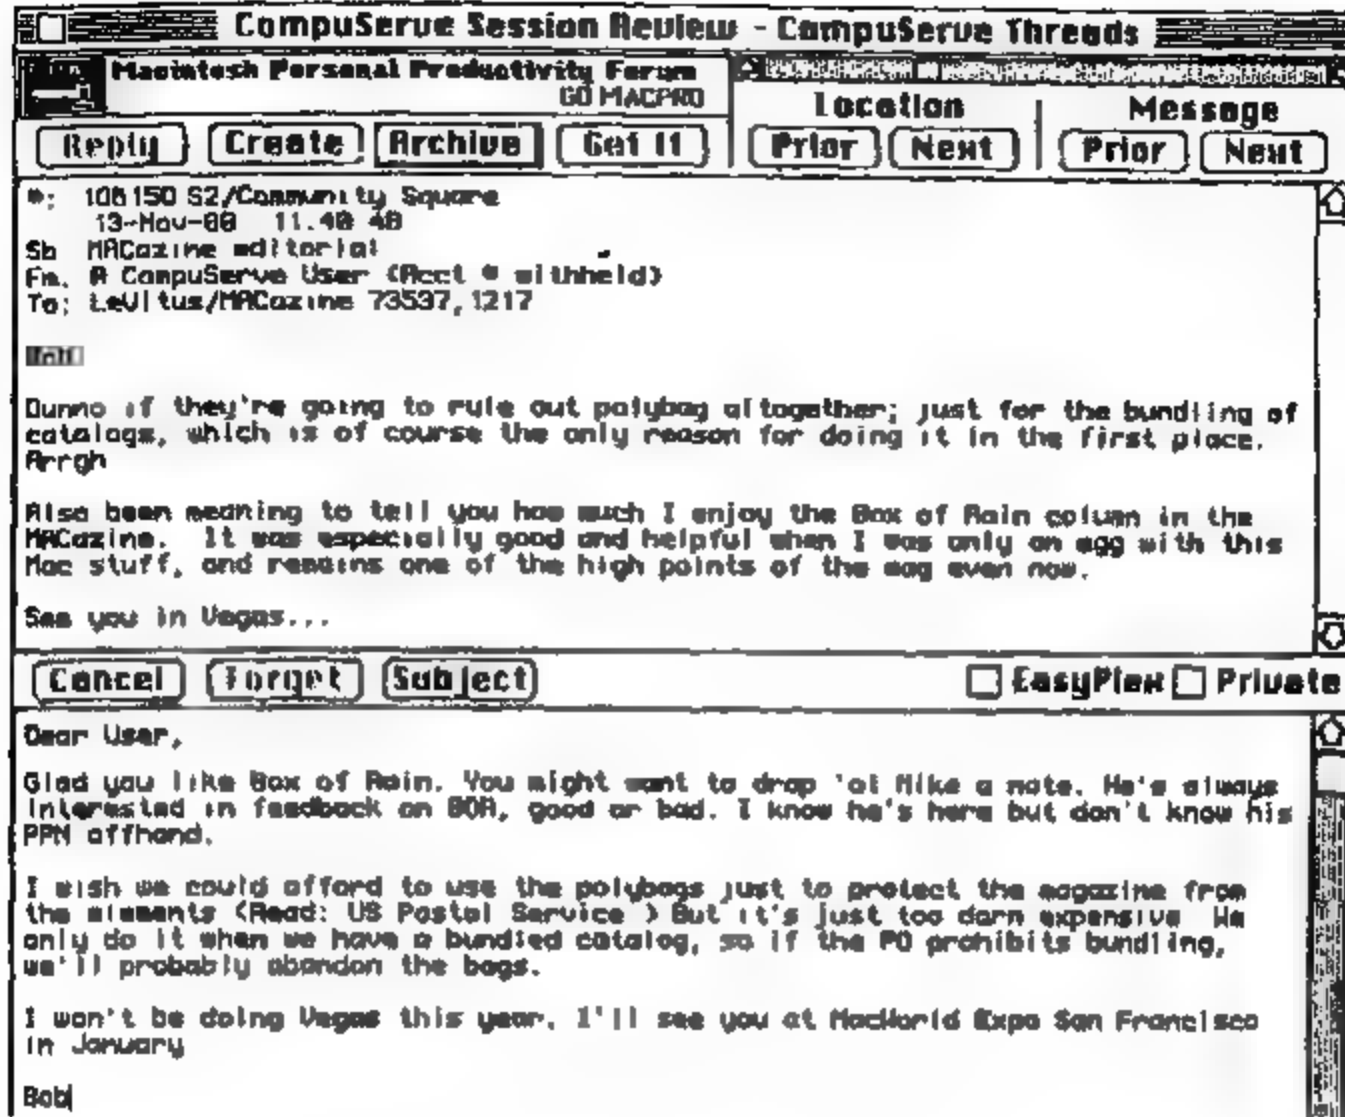 CompuServe Session Review - CompuServe Threads
Macintosh Personal Productivity Forum
GO MACPRO
Location Message
Reply Create Archive Get It Prior Next Prior Next
#: 106150 S2/Community Square
13-Nov-88 11:40:48
Sb: MACazine editorial
Fm: A CompuServe User (Acct # withheld)
To: LeVitus/MACazine 73537,1217
Dunno if they're going to rule out polybag altogether; just for the bundling of
catalogs, which is of course the only reason for doing it in the first place.
Arrgh
Also been meaning to tell you how much I enjoy the Box of Rain column in the
MACazine. It was especially good and helpful when I was only an egg with this
Mac stuff, and remains one of the high points of the mag even now.
See you in Vegas...
Cancel Forget Subject EasyPlex Private
Dear User,
Glad you like Box of Rain. You might want to drop 'ol Mike a note. He's always
interested in feedback on BOR, good or bad. I know he's here but don't know his
PPN offhand.
I wish we could afford to use the polybags just to protect the magazine from
the elements (Read: US Postal Service.) But it's just too darn expensive. We
only do it when we have a bundled catalog, so if the PO prohibits bundling,
we'll probably abandon the bags.
I won't be doing Vegas this year. I'll see you at MacWorld Expo San Francisco
in January
Bob